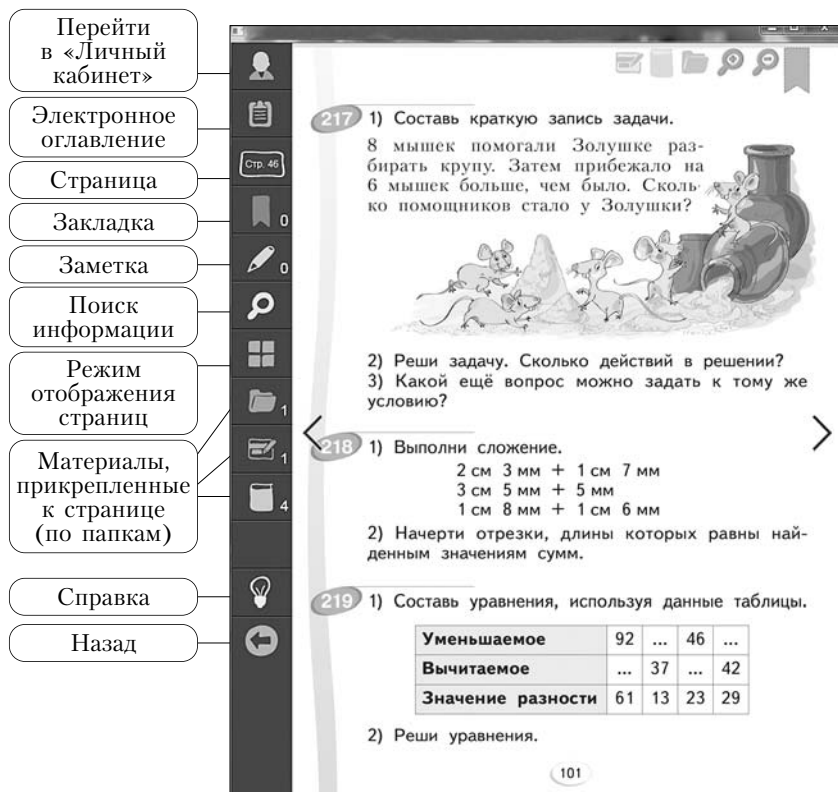 Перейти
в «Личный
кабинет»
Электронное
оглавление
Страница
Закладка
Заметка
Поиск
информации
Режим
отображения
страниц
Материалы,
прикрепленные
к странице
(по папкам)
Справка
Назад
Стр. 46
0
0
1
1
4
217 1) Составь краткую запись задачи.
8 мышек помогали Золушке раз-
бирать крупу. Затем прибежало на
6 мышек больше, чем было. Сколь-
ко помощников стало у Золушки?
2) Реши задачу. Сколько действий в решении?
3) Какой ещё вопрос можно задать к тому же
условию?
218 1) Выполни сложение.
2 см 3 мм + 1 см 7 мм
3 см 5 мм + 5 мм
1 см 8 мм + 1 см 6 мм
2) Начерти отрезки, длины которых равны най-
денным значениям сумм.
219 1) Составь уравнения, используя данные таблицы.
Уменьшаемое 92 ... 46 ...
Вычитаемое ... 37 ... 42
Значение разности 61 13 23 29
2) Реши уравнения.
101